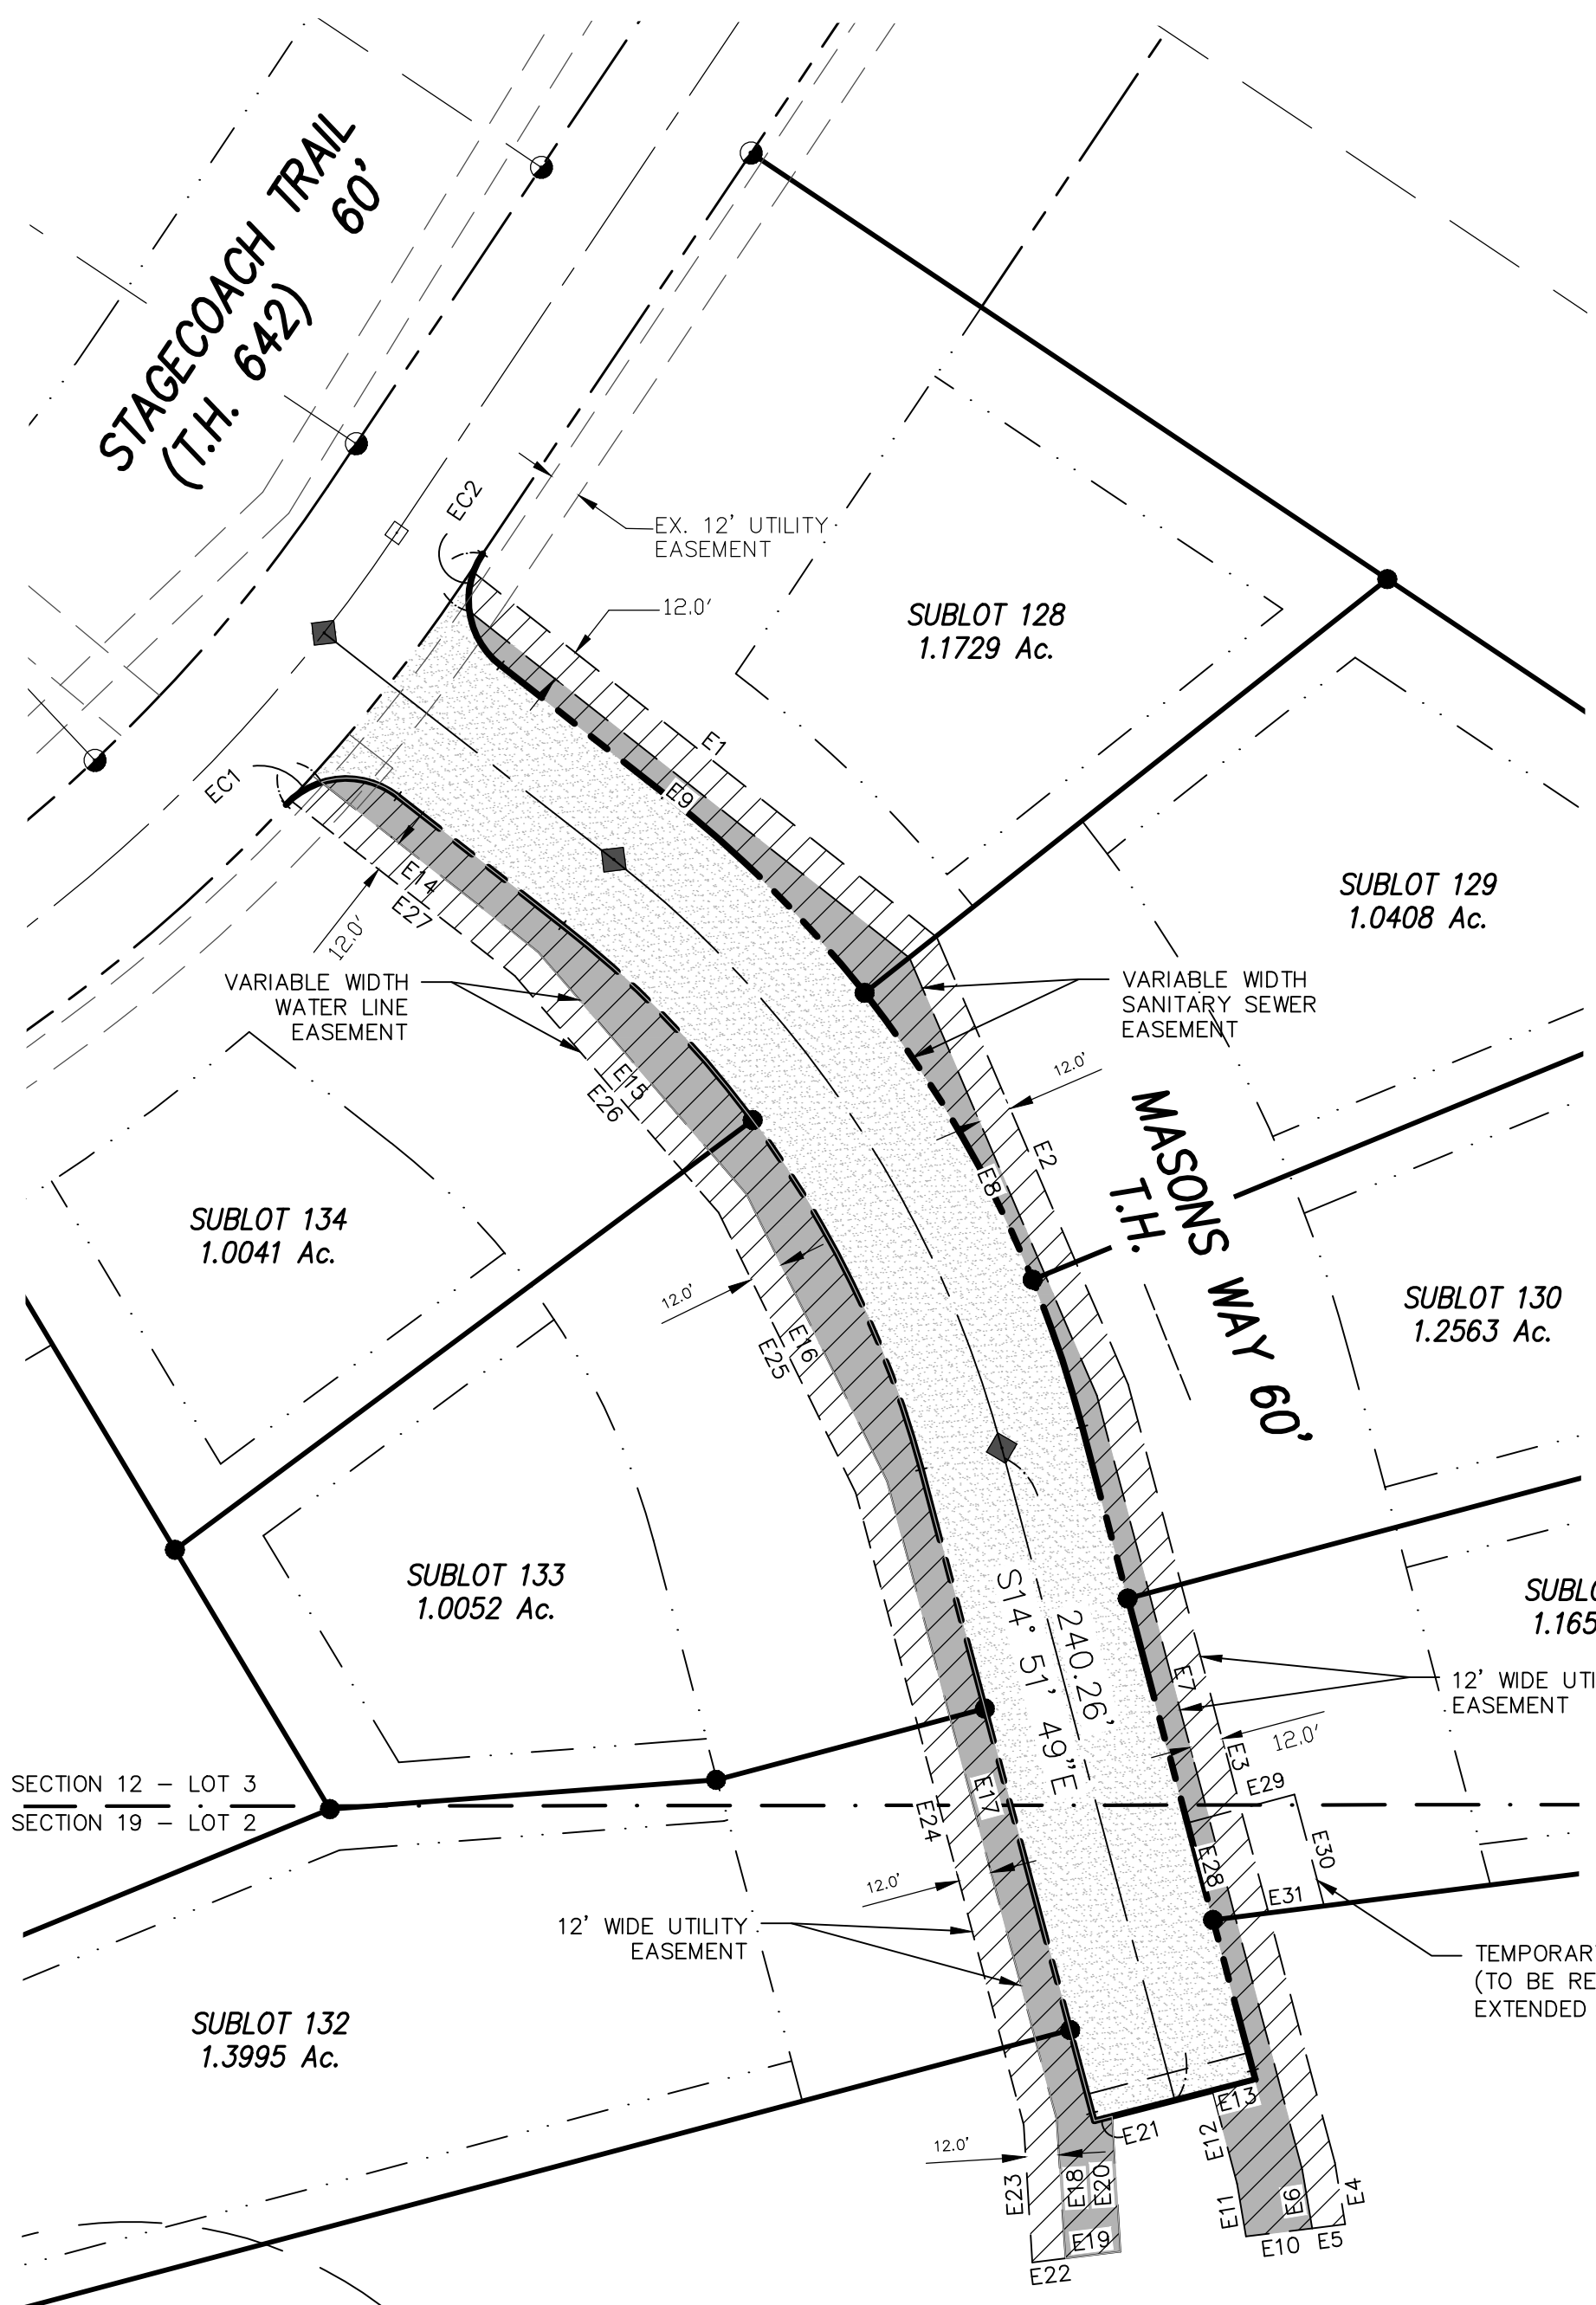 STAGECOACH TRAIL
60'
(T.H. 642)
EC2
EX. 12' UTILITY
EASEMENT
12.0'
SUBLOT 128
1.1729 Ac.
E1
E9
EC1
E14
E27
12.0'
VARIABLE WIDTH
WATER LINE
EASEMENT
SUBLOT 129
1.0408 Ac.
VARIABLE WIDTH
SANITARY SEWER
EASEMENT
12.0'
E15
E26
E2
E8
MASONS WAY 60'
T.H.
SUBLOT 134
1.0041 Ac.
12.0'
E16
E25
SUBLOT 130
1.2563 Ac.
SUBLOT 133
1.0052 Ac.
S14° 51' 49"E
240.26'
1.165
E7
12' WIDE
EASEMENT
12.0'
E3
E29
SECTION 12 – LOT 3
SECTION 19 – LOT 2
E17
E24
E30
E28
E31
12.0'
12' WIDE UTILITY
EASEMENT
(TO BE
EXTENDED
SUBLOT 132
1.3995 Ac.
E13
E12
E21
12.0'
E23
E18
E20
E11
E6
E4
E19
E10
E5
E22